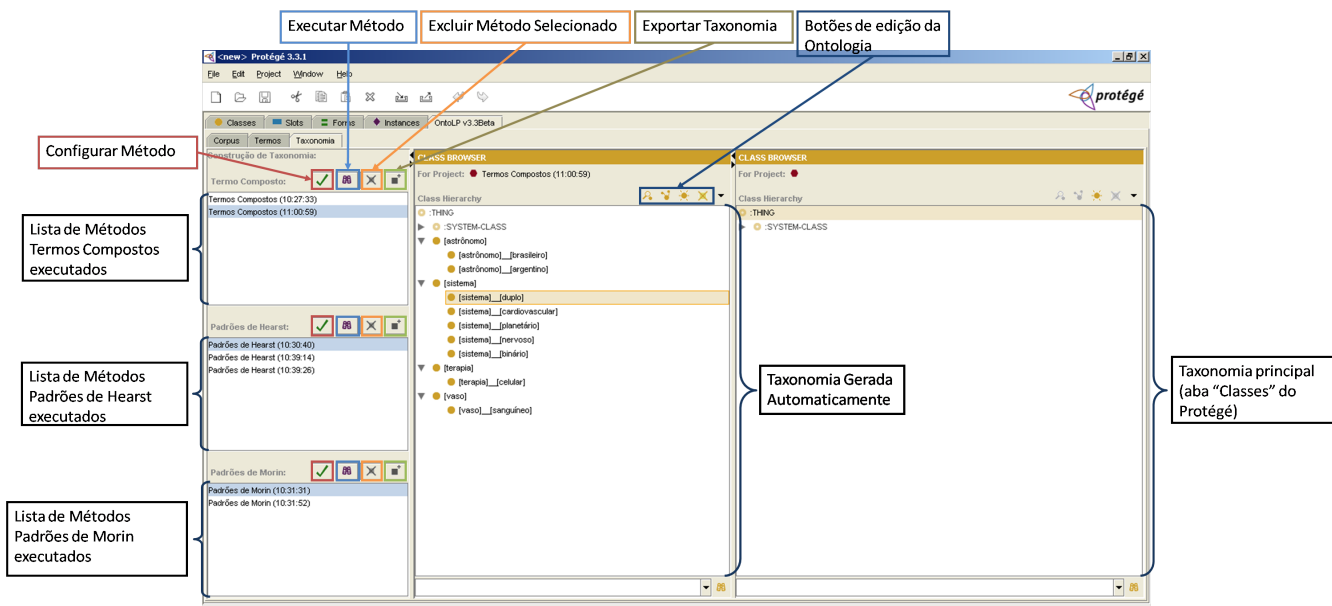 Executar Método
Excluir Método Selecionado
Exportar Taxonomia
Botões de edição da
Ontologia
<new> Protégé 3.3.1
File Edit Project Window Help
protégé
Classes Slots Forms Instances OntoLP v3.3Beta
Corpus Termos Taxonomia
Configurar Método
Construção de Taxonomia:
Termo Composto:
Termos Compostos (10:27:33)
Termos Compostos (11:00:59)
Lista de Métodos
Termos Compostos
executados
Padrões de Hearst:
Padrões de Hearst (10:30:40)
Padrões de Hearst (10:39:14)
Padrões de Hearst (10:39:26)
Lista de Métodos
Padrões de Hearst
executados
Padrões de Morin:
Padrões de Morin (10:31:31)
Padrões de Morin (10:31:52)
Lista de Métodos
Padrões de Morin
executados
CLASS BROWSER
For Project: Termos Compostos (11:00:59)
Class Hierarchy
:THING
:SYSTEM-CLASS
[astrônomo]
[astrônomo]__[brasileiro]
[astrônomo]__[argentino]
[sistema]
[sistema]__[duplo]
[sistema]__[cardiovascular]
[sistema]__[planetário]
[sistema]__[nervoso]
[sistema]__[binário]
[terapia]
[terapia]__[celular]
[vaso]
[vaso]__[sanguíneo]
Taxonomia Gerada
Automaticamente
CLASS BROWSER
For Project:
Class Hierarchy
:THING
:SYSTEM-CLASS
Taxonomia principal
(aba “Classes” do
Protégé)